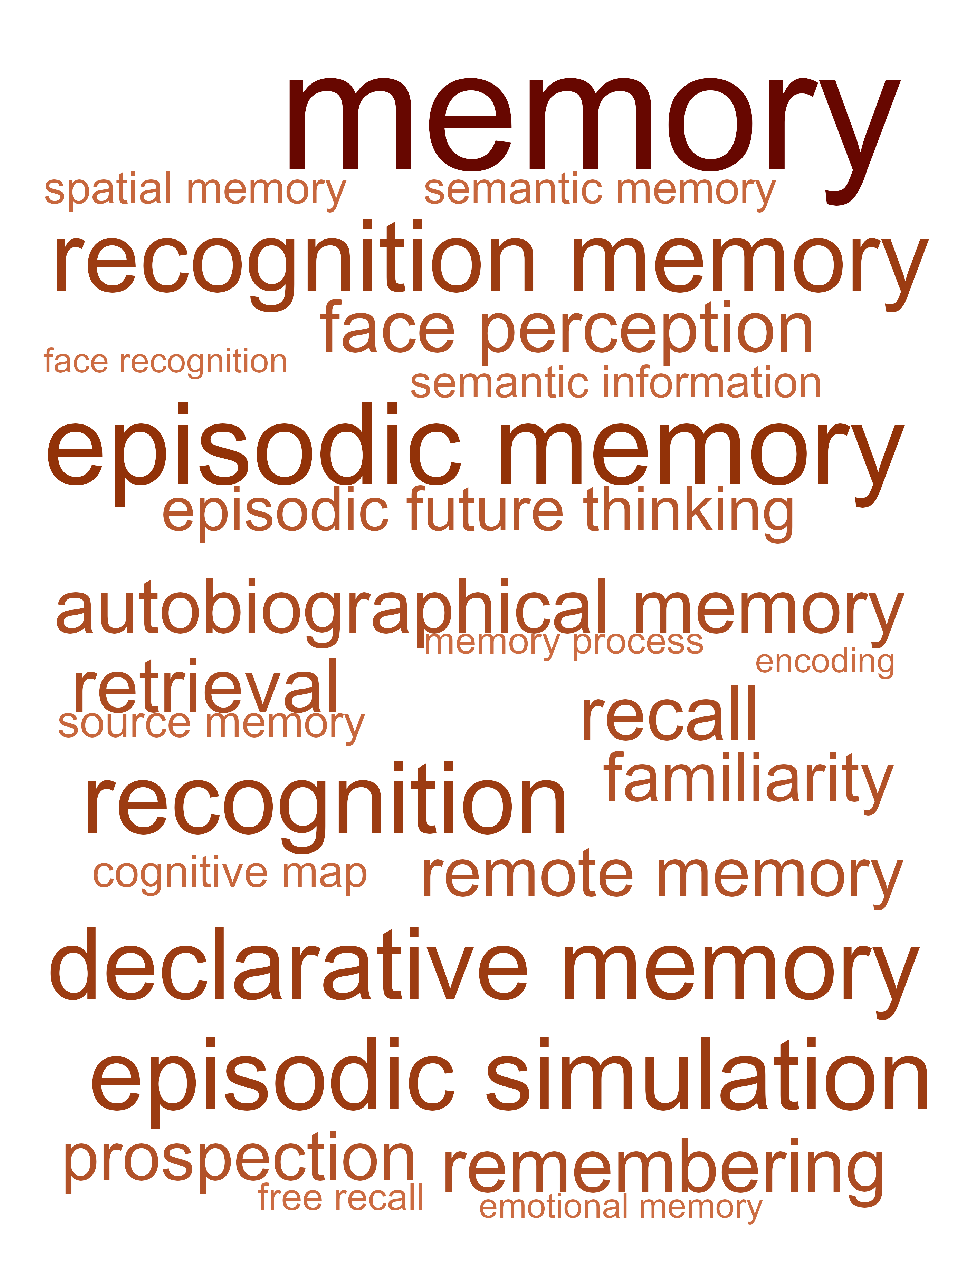 memory
spatial memory
semantic memory
recognition memory
face perception
face recognition
semantic information
episodic memory
episodic future thinking
autobiographical memory
memory process
encoding
retrieval
recall
source memory
familiarity
recognition
cognitive map
remote memory
declarative memory
episodic simulation
prospection
remembering
free recall
emotional memory